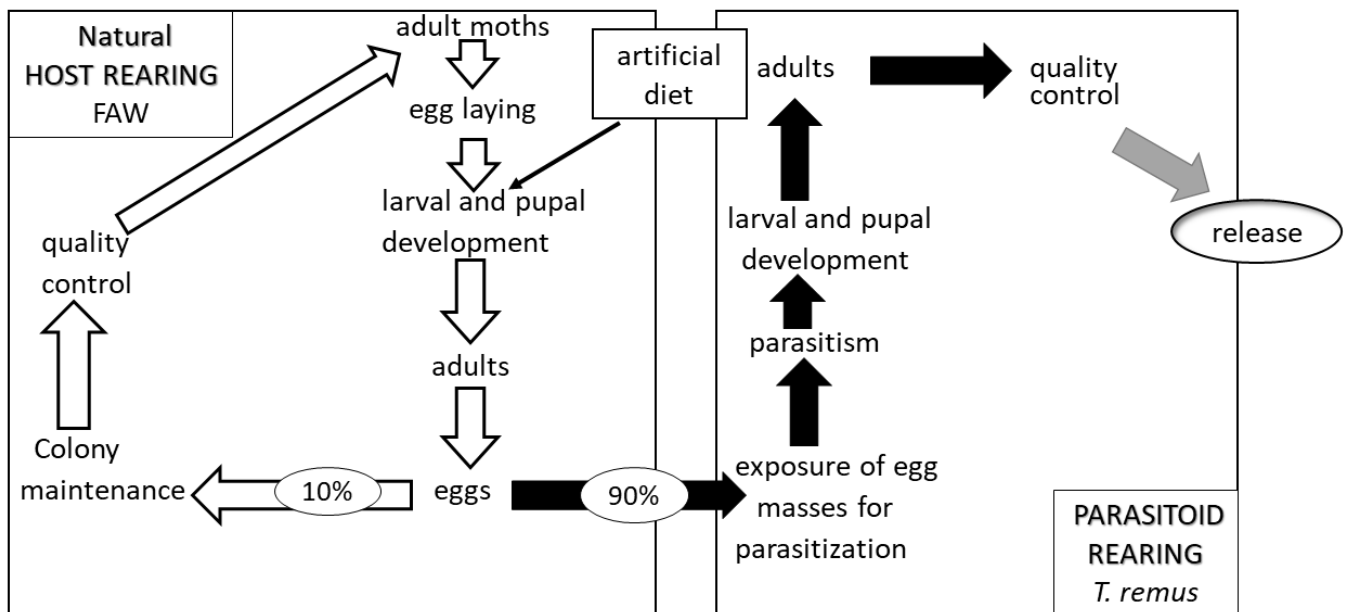 Natural
HOST REARING
FAW
adult moths
egg laying
larval and pupal
development
adults
eggs
10%
Colony
maintenance
quality
control
artificial
diet
90%
exposure of egg
masses for
parasitization
parasitism
larval and pupal
development
adults
quality
control
release
PARASITOID
REARING
T. remus